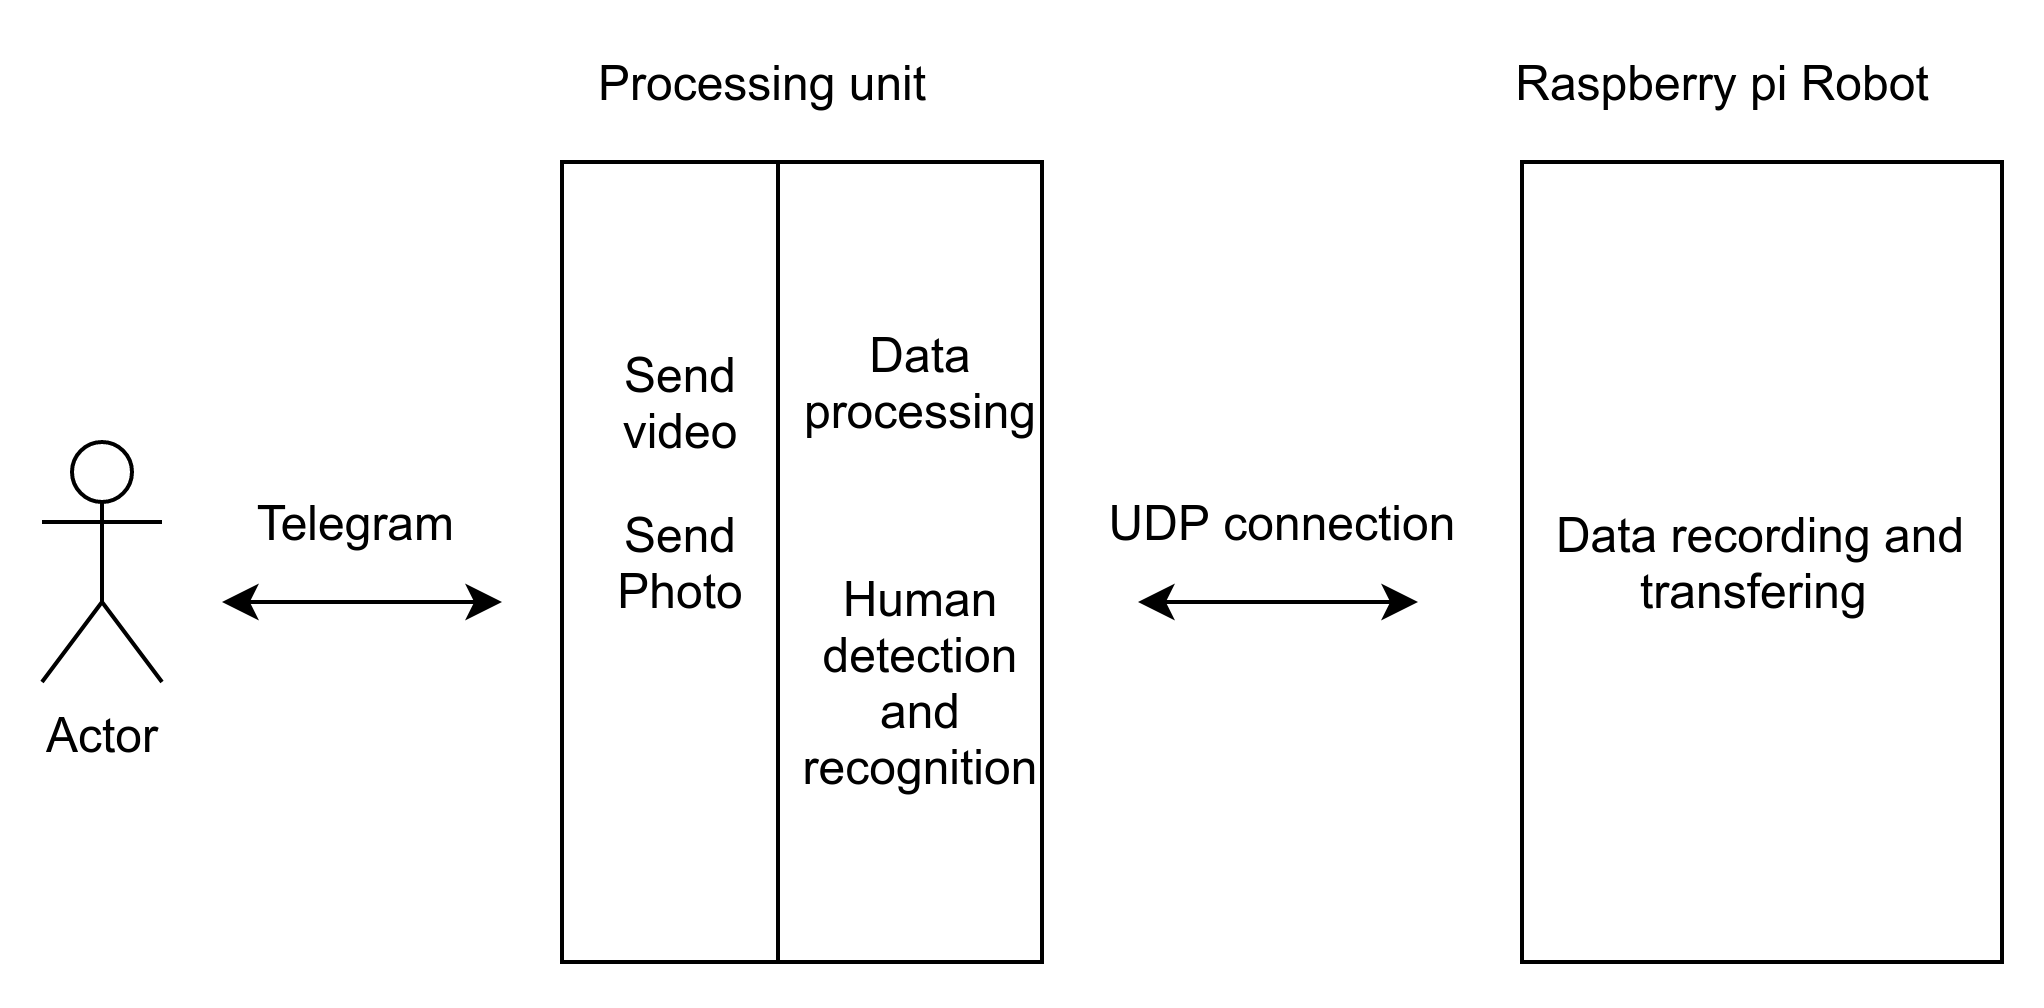 Processing unit
Raspberry pi Robot
Send
video
Send
Photo
Data
processing
Human
detection
and
recognition
Telegram
UDP connection
Data recording and
transfering
Actor